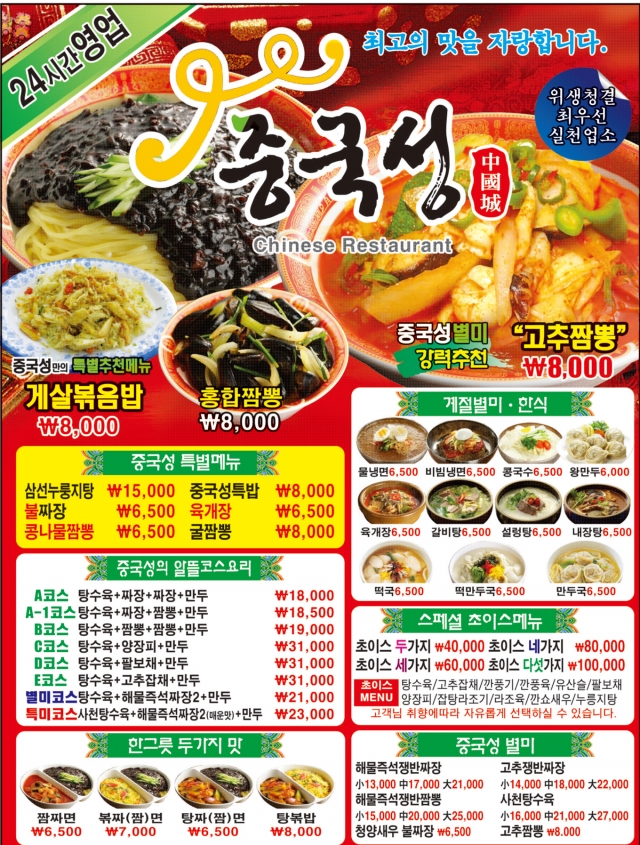 24시간영업
최고의 맛을 자랑합니다.
위생청결
최우선
실천업소
중국성
中國城
Chinese Restaurant
중국성만의 특별추천메뉴
게살볶음밥
₩8,000
홍합짬뽕
₩8,000
중국성별미
강력추천
“고추짬뽕”
₩8,000
중국성 특별메뉴
삼선누룽지탕 ₩15,000 중국성특밥 ₩8,000
불짜장 ₩6,500 육개장 ₩6,500
콩나물짬뽕 ₩6,500 굴짬뽕 ₩8,000
중국성의 알뜰코스요리
A코스 탕수육+짜장+짜장+만두 ₩18,000
A-1코스 탕수육+짜장+짬뽕+만두 ₩18,500
B코스 탕수육+짬뽕+짬뽕+만두 ₩19,000
C코스 탕수육+양장피+만두 ₩31,000
D코스 탕수육+팔보채+만두 ₩31,000
E코스 탕수육+고추잡채+만두 ₩31,000
별미코스 탕수육+해물즉석짜장2+만두 ₩21,000
특미코스 사천탕수육+해물즉석짜장2(매운맛)+만두 ₩23,000
한그릇 두가지 맛
짬짜면 볶짜(짬)면 탕짜(짬)면 탕볶밥
₩6,500 ₩7,000 ₩6,500 ₩8,000
계절별미·한식
물냉면6,500 비빔냉면6,500 콩국수6,500 왕만두6,000
육개장6,500 갈비탕6,500 설렁탕6,500 내장탕6,500
떡국6,500 떡만두국6,500 만두국6,500
스페셜 초이스메뉴
초이스 두가지 ₩40,000 초이스 네가지 ₩80,000
초이스 세가지 ₩60,000 초이스 다섯가지 ₩100,000
초이스 MENU
탕수육/고추잡채/깐풍기/깐풍육/유산슬/팔보채
양장피/잡탕라조기/라조육/깐쇼새우/누룽지탕
고객님 취향에따라 자유롭게 선택하실 수 있습니다.
중국성 별미
해물즉석쟁반짜장 고추쟁반짜장
小13,000 中17,000 大21,000 小14,000 中18,000 大22,000
해물즉석쟁반짬뽕 사천탕수육
小15,000 中20,000 大25,000 小16,000 中21,000 大27,000
청양새우 불짜장 ₩6,500 고추짬뽕 ₩8.000